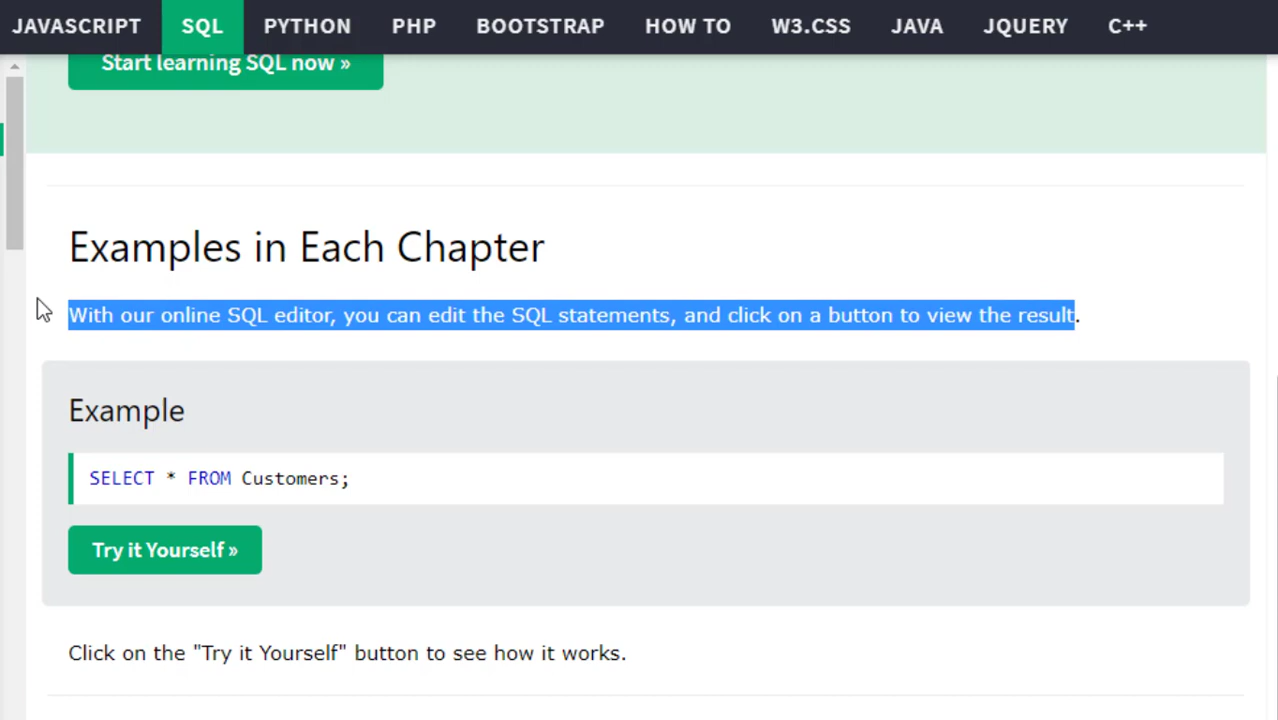 JAVASCRIPT SQL PYTHON PHP BOOTSTRAP HOW TO W3.CSS JAVA JQUERY C++
Start learning SQL now »
Examples in Each Chapter
With our online SQL editor, you can edit the SQL statements, and click on a button to view the result.
Example
SELECT * FROM Customers;
Try it Yourself »
Click on the "Try it Yourself" button to see how it works.